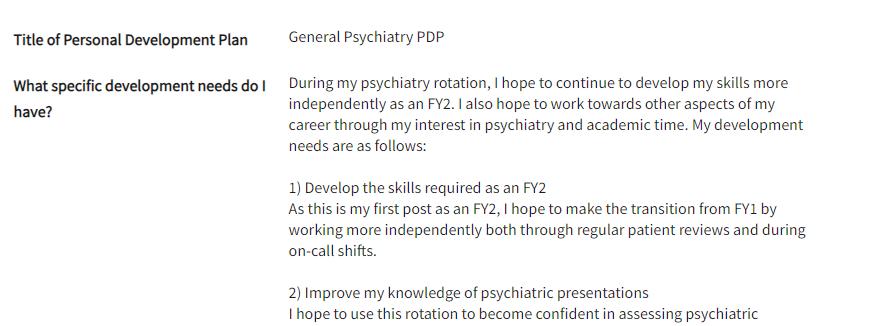 Title of Personal Development Plan
General Psychiatry PDP
What specific development needs do I
have?
During my psychiatry rotation, I hope to continue to develop my skills more
independently as an FY2. I also hope to work towards other aspects of my
career through my interest in psychiatry and academic time. My development
needs are as follows:
1) Develop the skills required as an FY2
As this is my first post as an FY2, I hope to make the transition from FY1 by
working more independently both through regular patient reviews and during
on-call shifts.
2) Improve my knowledge of psychiatric presentations
I hope to use this rotation to become confident in assessing psychiatric